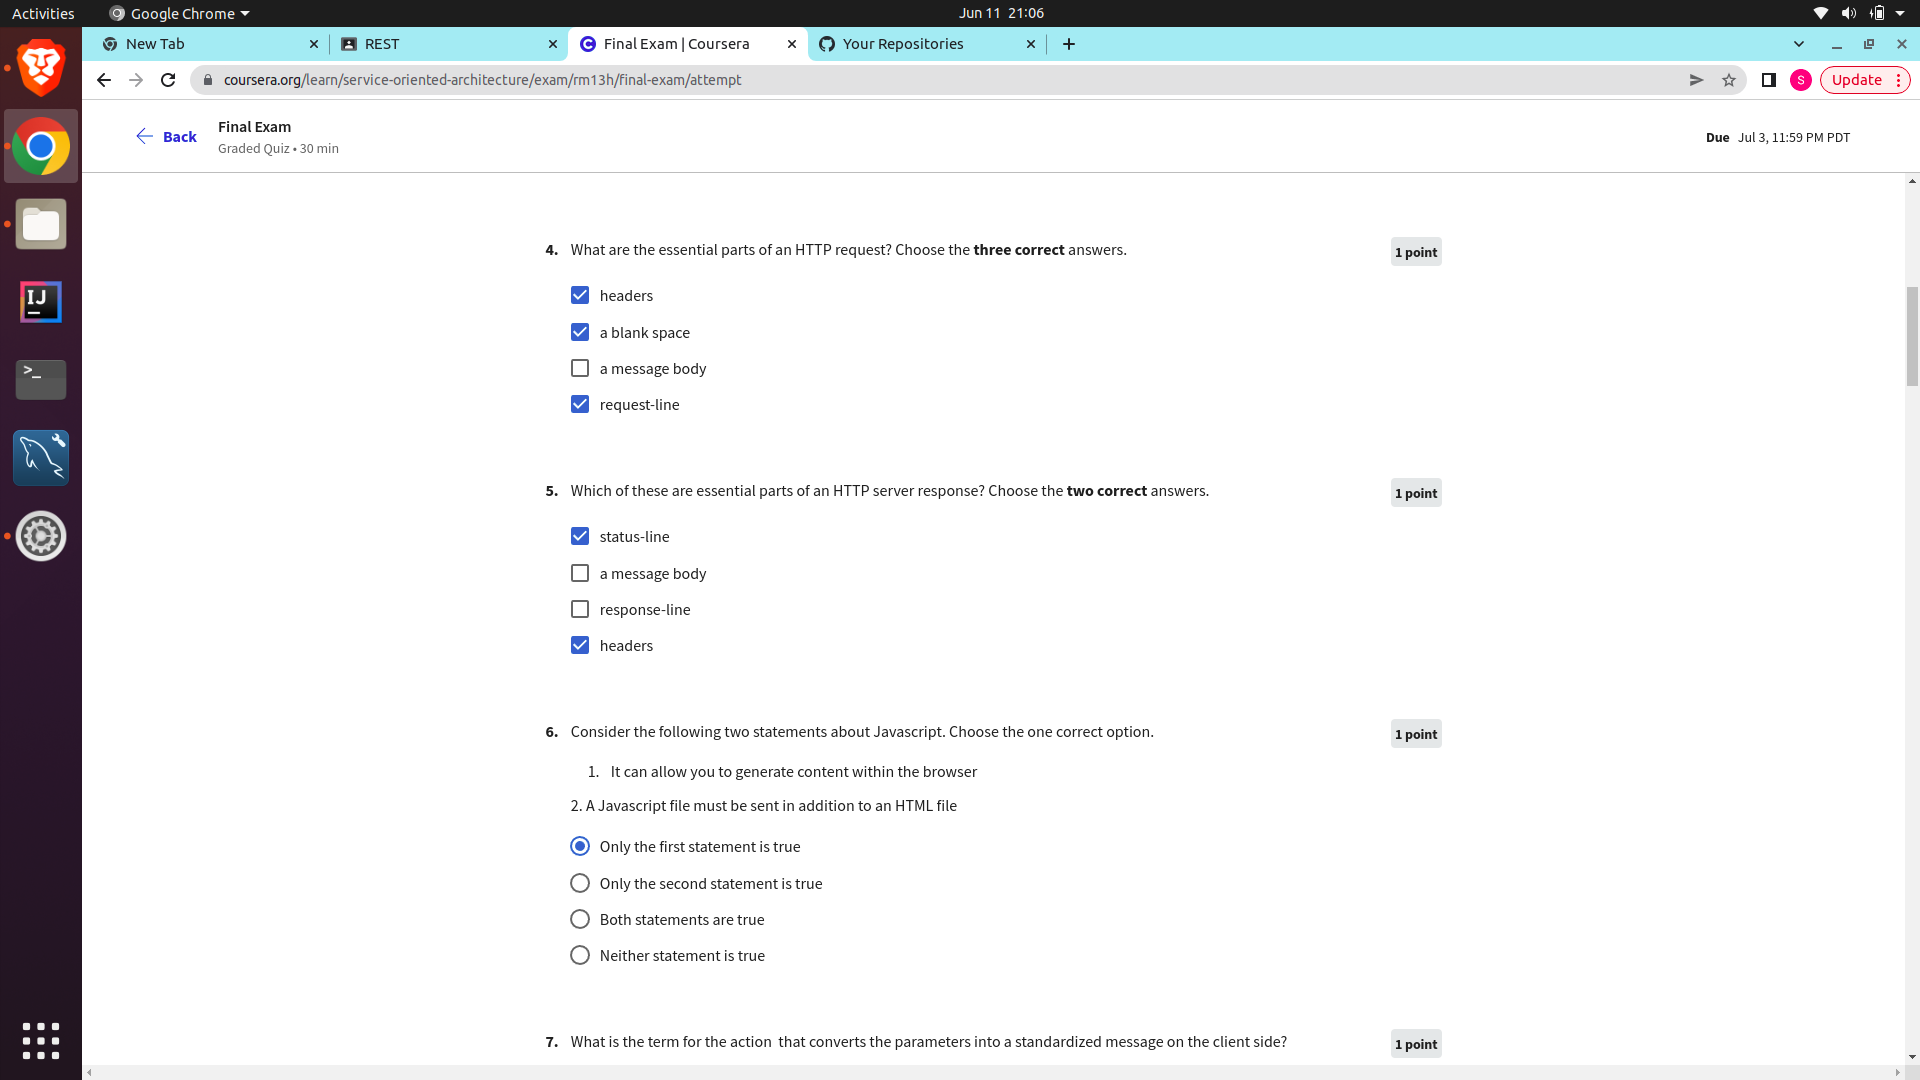 Activities
Google Chrome
Jun 11 21:06
New Tab
REST
Final Exam | Coursera
Your Repositories
coursera.org/learn/service-oriented-architecture/exam/rm13h/final-exam/attempt
S
Update
Back
Final Exam
Graded Quiz • 30 min
Due Jul 3, 11:59 PM PDT
IJ
>_
4. What are the essential parts of an HTTP request? Choose the three correct answers.
1 point
headers
a blank space
a message body
request-line
5. Which of these are essential parts of an HTTP server response? Choose the two correct answers.
1 point
status-line
a message body
response-line
headers
6. Consider the following two statements about Javascript. Choose the one correct option.
1 point
1. It can allow you to generate content within the browser
2. A Javascript file must be sent in addition to an HTML file
Only the first statement is true
Only the second statement is true
Both statements are true
Neither statement is true
7. What is the term for the action that converts the parameters into a standardized message on the client side?
1 point